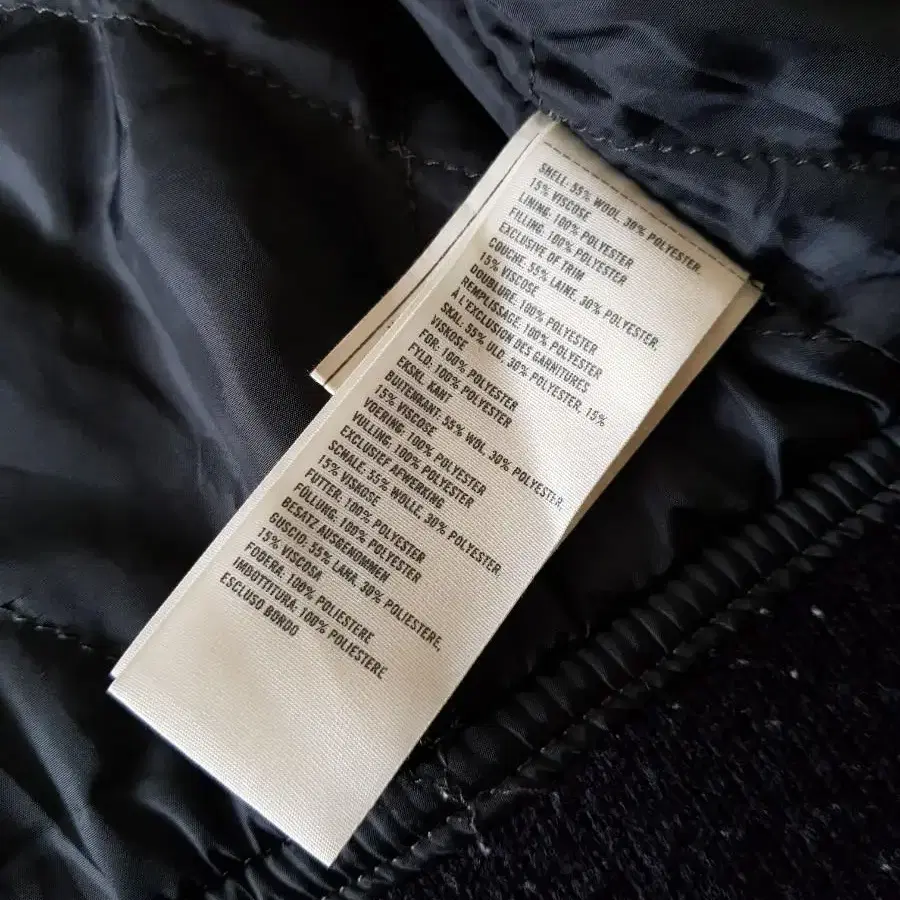 SHELL: 55% WOOL, 30% POLYESTER,
15% VISCOSE
LINING: 100% POLYESTER
FILLING: 100% POLYESTER
EXCLUSIVE OF TRIM
COUCHE: 55% LAINE, 30% POLYESTER,
15% VISCOSE
DOUBLURE: 100% POLYESTER
REMPLISSAGE: 100% POLYESTER
À L'EXCLUSION DES GARNITURES
SKAL: 55% ULD, 30% POLYESTER, 15%
VISKOSE
FOR: 100% POLYESTER
FYLD: 100% POLYESTER
EKSKL KANT
BUITENKANT: 55% WOL, 30% POLYESTER,
15% VISCOSE
VOERING: 100% POLYESTER
VULLING: 100% POLYESTER
EXCLUSIEF AFWERKING
SCHALE: 55% WOLLE, 30% POLYESTER,
15% VISKOSE
FUTTER: 100% POLYESTER
FÜLLUNG: 100% POLYESTER
BESATZ AUSGENOMMEN
GUSCIO: 55% LANA, 30% POLIESTERE,
15% VISCOSA
FODERA: 100% POLIESTERE
IMBOTTITURA: 100% POLIESTERE
ESCLUSO BORDO